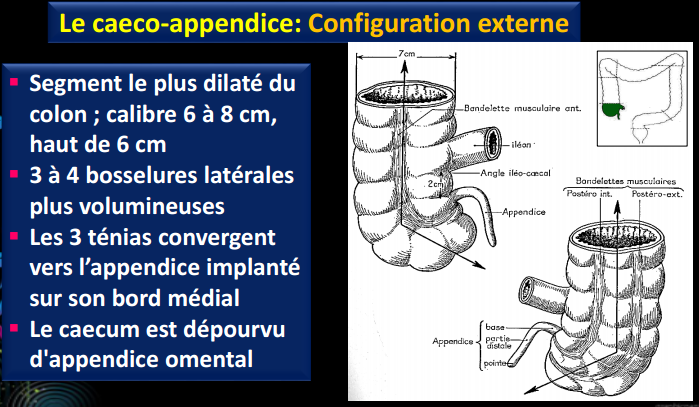 Le caeco-appendice: Configuration externe
▪ Segment le plus dilaté du
colon ; calibre 6 à 8 cm,
haut de 6 cm
▪ 3 à 4 bosselures latérales
plus volumineuses
▪ Les 3 ténias convergent
vers l’appendice implanté
sur son bord médial
▪ Le caecum est dépourvu
d'appendice omental
7cm
Bandelette musculaire ant.
iléon
Angle iléo-cæcal
2cm
Appendice
Bandelettes musculaires
Postéro int. Postéro-ext.
Appendice
base
partie
distale
pointe